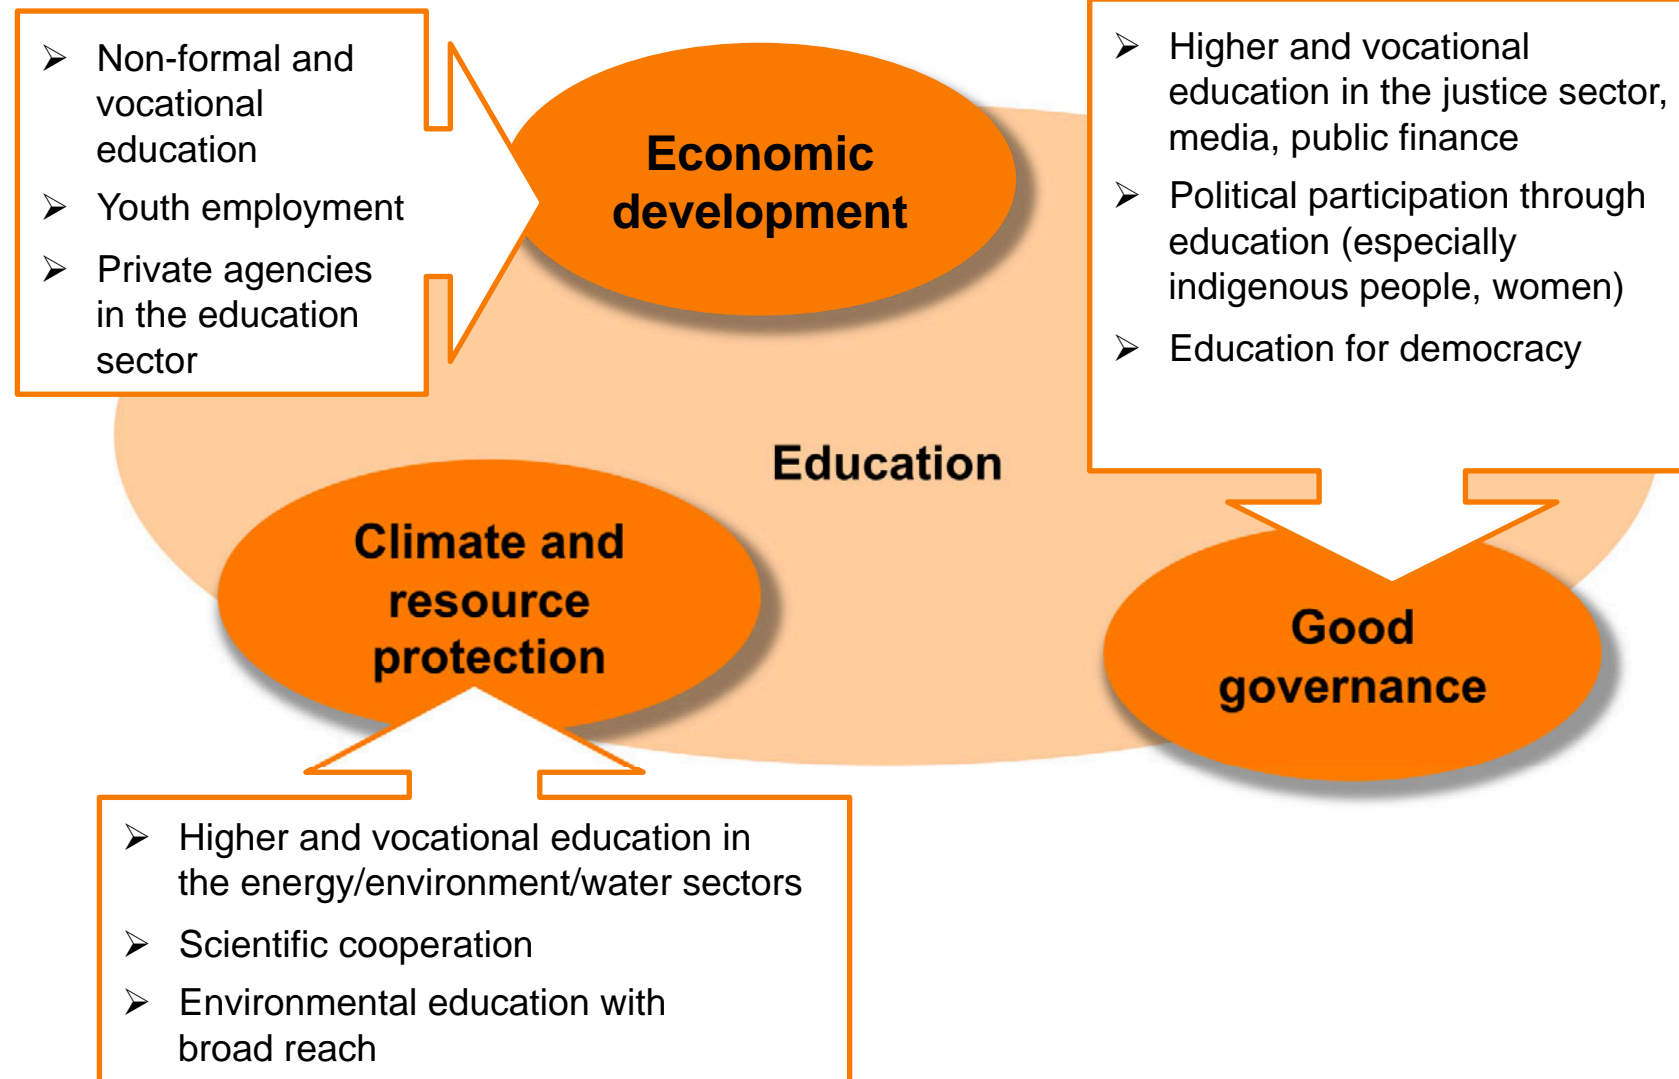 ➢ Non-formal and
vocational
education
➢ Youth employment
➢ Private agencies
in the education
sector
Economic
development
➢ Higher and vocational
education in the justice sector,
media, public finance
➢ Political participation through
education (especially
indigenous people, women)
➢ Education for democracy
Education
Climate and
resource
protection
Good
governance
➢ Higher and vocational education in
the energy/environment/water sectors
➢ Scientific cooperation
➢ Environmental education with
broad reach